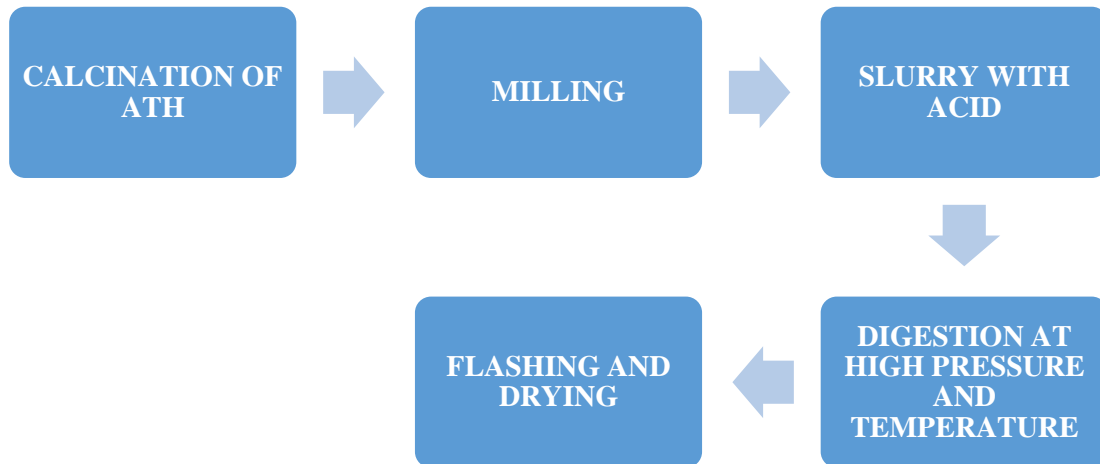 CALCINATION OF
ATH
MILLING
SLURRY WITH
ACID
DIGESTION AT
HIGH PRESSURE
AND
TEMPERATURE
FLASHING AND
DRYING